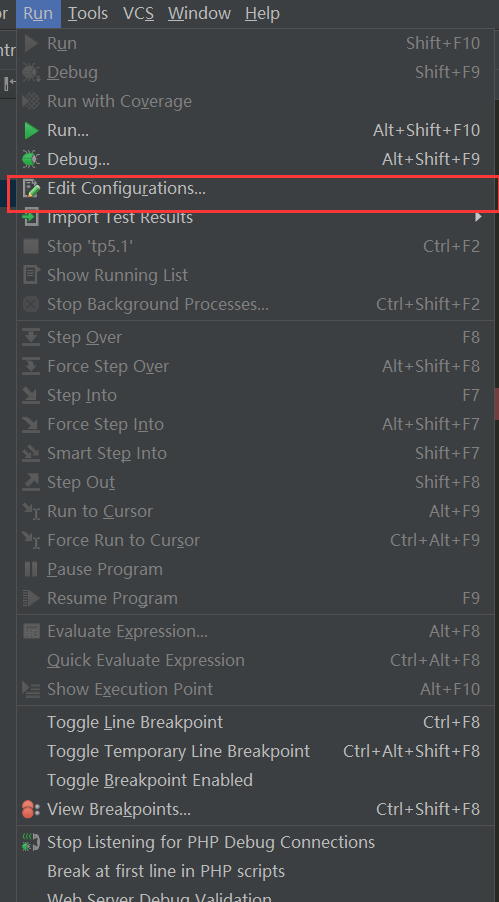 or Run Tools VCS Window Help
ntr
Run Shift+F10
Debug Shift+F9
Run with Coverage
Run... Alt+Shift+F10
Debug... Alt+Shift+F9
Edit Configurations...
Import Test Results
Stop 'tp5.1' Ctrl+F2
Show Running List
Stop Background Processes... Ctrl+Shift+F2
Step Over F8
Force Step Over Alt+Shift+F8
Step Into F7
Force Step Into Alt+Shift+F7
Smart Step Into Shift+F7
Step Out Shift+F8
Run to Cursor Alt+F9
Force Run to Cursor Ctrl+Alt+F9
Pause Program
Resume Program F9
Evaluate Expression... Alt+F8
Quick Evaluate Expression Ctrl+Alt+F8
Show Execution Point Alt+F10
Toggle Line Breakpoint Ctrl+F8
Toggle Temporary Line Breakpoint Ctrl+Alt+Shift+F8
Toggle Breakpoint Enabled
View Breakpoints... Ctrl+Shift+F8
Stop Listening for PHP Debug Connections
Break at first line in PHP scripts
Web Server Debug Validation